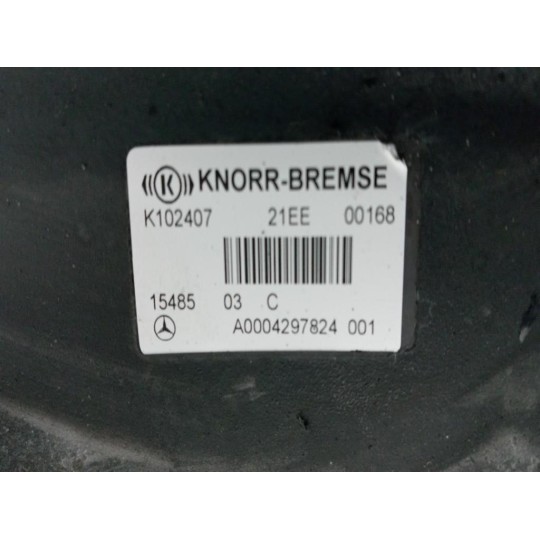 K KNORR-BREMSE
K102407 21EE 00168
15485 03 C
A0004297824 001